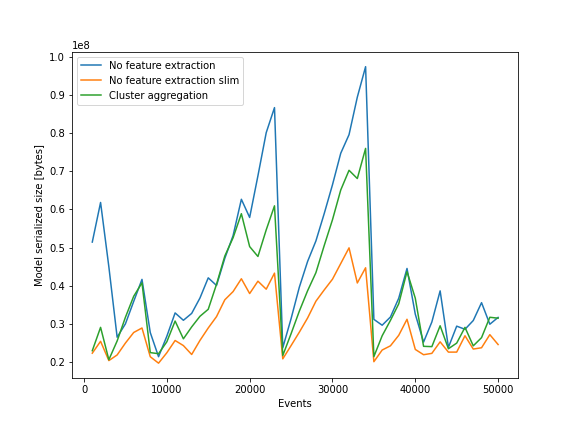 1e8
1.0
0.9
0.8
0.7
0.6
0.5
0.4
0.3
0.2
Model serialized size [bytes]
No feature extraction
No feature extraction slim
Cluster aggregation
0 10000 20000 30000 40000 50000
Events